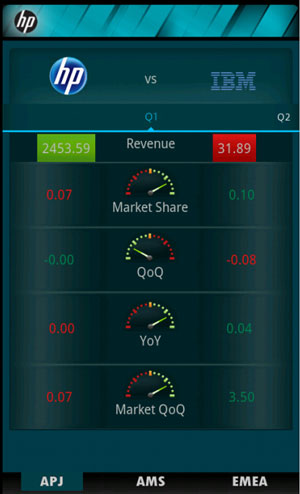 hp
hp VS IBM
Q1 Q2
2453.59 Revenue 31.89
0.07 Market Share 0.10
-0.00 QoQ -0.08
0.00 YoY 0.04
0.07 Market QoQ 3.50
APJ AMS EMEA